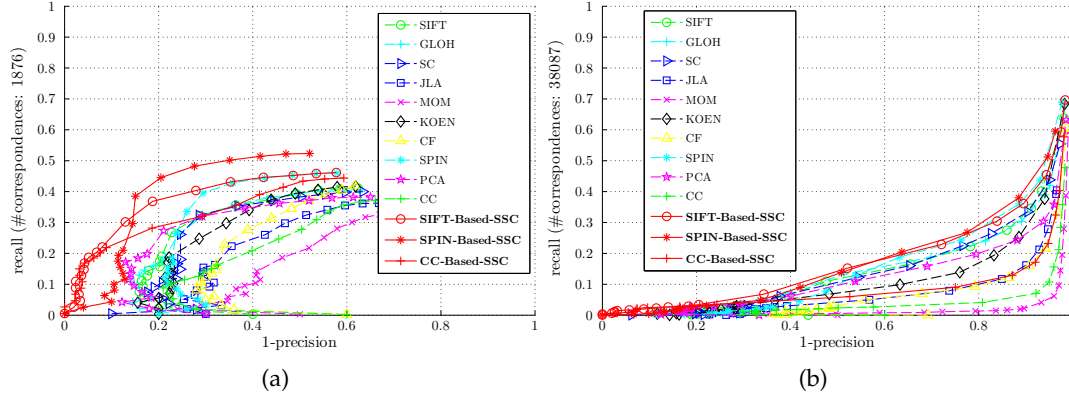 1
0.9
0.8
0.7
0.6
0.5
0.4
0.3
0.2
0.1
0
recall (#correspondences: 1876)
0
0.2
0.4
0.6
0.8
1
1-precision
SIFT
GLOH
SC
JLA
MOM
KOEN
CF
SPIN
PCA
CC
SIFT-Based-SSC
SPIN-Based-SSC
CC-Based-SSC
(a)
1
0.9
0.8
0.7
0.6
0.5
0.4
0.3
0.2
0.1
0
recall (#correspondences: 38087)
0
0.2
0.4
0.6
0.8
1-precision
SIFT
GLOH
SC
JLA
MOM
KOEN
CF
SPIN
PCA
CC
SIFT-Based-SSC
SPIN-Based-SSC
CC-Based-SSC
(b)